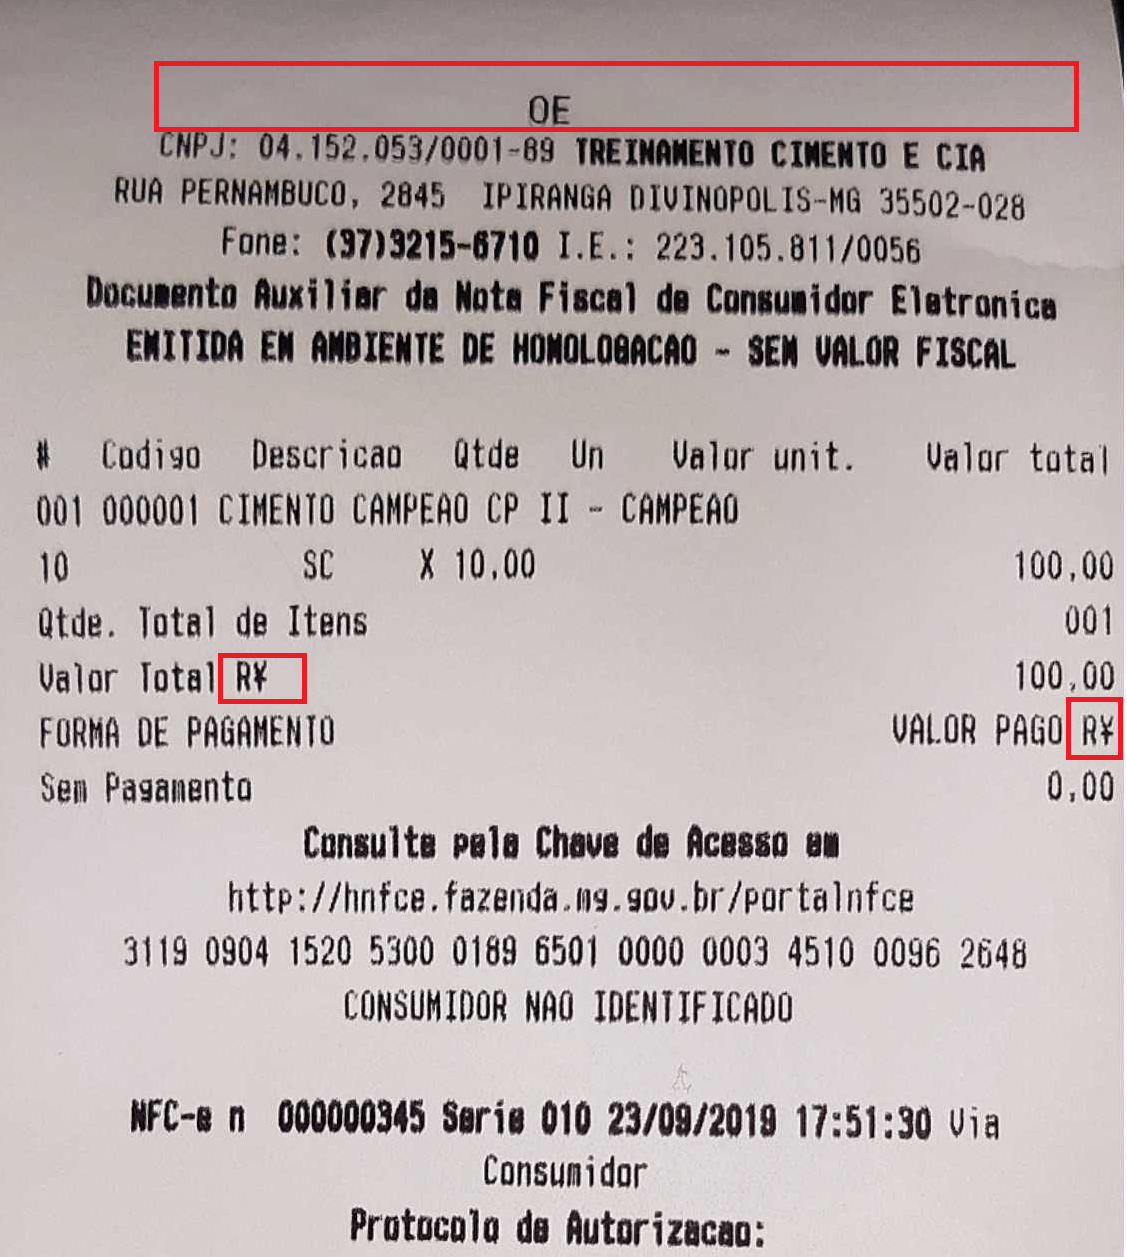 OE
CNPJ: 04.152.053/0001-89 TREINAMENTO CIMENTO E CIA
RUA PERNAMBUCO, 2845 IPIRANGA DIVINOPOLIS-MG 35502-028
Fone: (37)3215-6710 I.E.: 223.105.811/0056
Documento Auxiliar da Nota Fiscal de Consumidor Eletronica
EMITIDA EM AMBIENTE DE HOMOLOGACAO - SEM VALOR FISCAL
# Codigo Descricao Qtde Un Valor unit. Valor total
001 000001 CIMENTO CAMPEAO CP II - CAMPEAO
10 SC X 10,00 100,00
Qtde. Total de Itens 001
Valor Total R¥ 100,00
FORMA DE PAGAMENTO VALOR PAGO R¥
Sem Pagamento 0,00
Consulte pela Chave de Acesso em
http://hnfce.fazenda.mg.gov.br/portalnfce
3119 0904 1520 5300 0189 6501 0000 0003 4510 0096 2648
CONSUMIDOR NAO IDENTIFICADO
NFC-e n 000000345 Serie 010 23/09/2019 17:51:30 Via
Consumidor
Protocolo de Autorizacao: